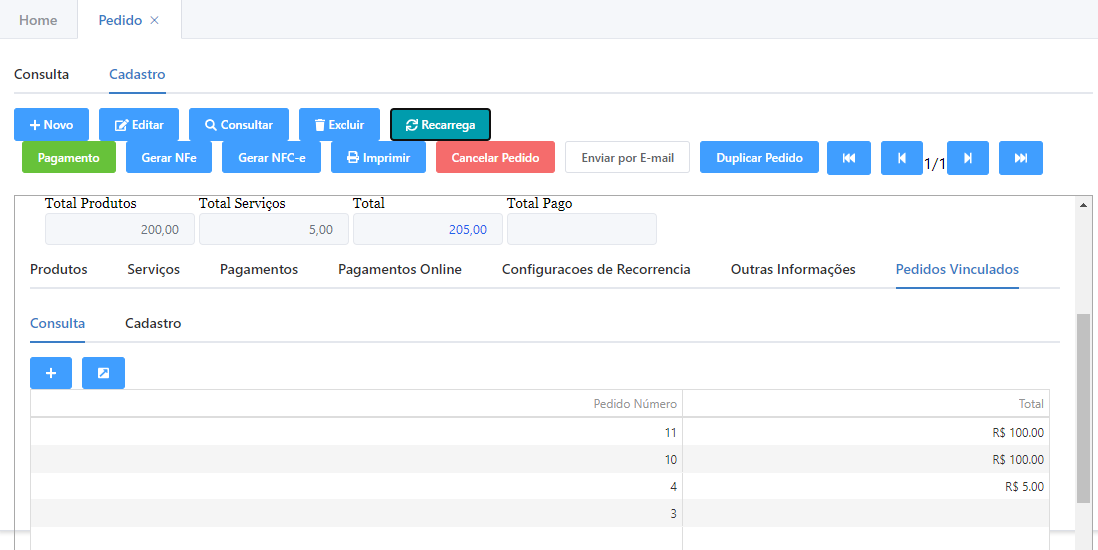 Home Pedido ×
Consulta Cadastro
+ Novo Editar Consultar Excluir Recarrega
Pagamento Gerar NFe Gerar NFC-e Imprimir Cancelar Pedido Enviar por E-mail Duplicar Pedido 1/1
Total Produtos Total Serviços Total Total Pago
200,00 5,00 205,00
Produtos Serviços Pagamentos Pagamentos Online Configuracoes de Recorrencia Outras Informações Pedidos Vinculados
Consulta Cadastro
+
Pedido Número Total
11 R$ 100.00
10 R$ 100.00
4 R$ 5.00
3